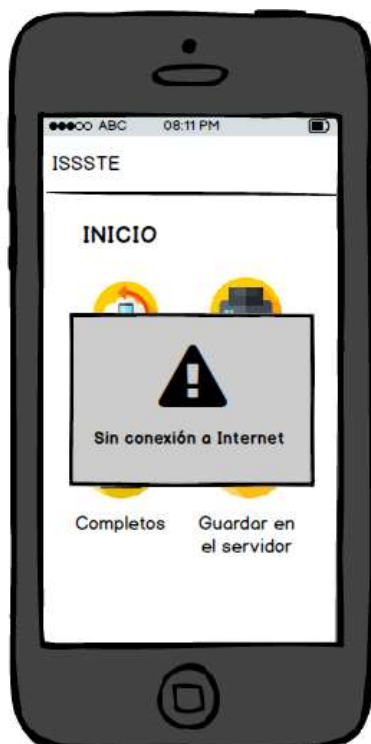 ABC 08:11 PM
ISSSTE
INICIO
Sin conexión a Internet
Completos Guardar en
el servidor